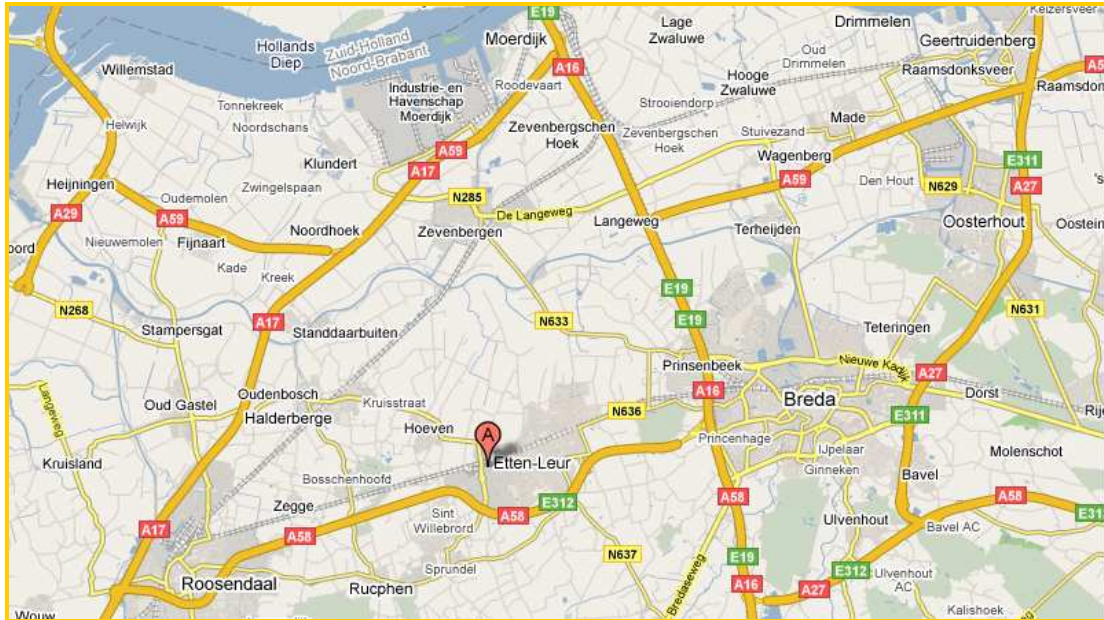 E19
Keizersveer
Hollands
Diep
Zuid-Holland
Noord-Brabant
Moerdijk
Lage
Zwaluwe
Drimmelen
Geertruidenberg
Willemstad
A16
Oud
Drimmelen
Raamsdonksveer
Industrie- en
Havenschap
Moerdijk
Roodevaart
Hooge
Zwaluwe
Raamsdon
Tonnekreek
Strooiendorp
Helwijk
Noordschans
Zevenbergschen
Hoek
Zevenbergschen
Hoek
Stuivezand
Made
A59
Klundert
A17
Wagenberg
E311
Heijningen
Zwingelspaan
A59
Den Hout
N629
A27
Oudemolen
N285
A29
A59
De Langeweg
Langeweg
Oosterhout
Oostein
Noordhoek
Zevenbergen
Terheijden
Nieuwemolen
Fijnaart
Kade
Kreek
E19
N268
A17
Stampersgat
Standdaarbuiten
N633
E19
N631
Teteringen
Prinsenbeek
Nieuwe Kadijk
A27
Langeweg
A16
Breda
Dorst
Oudenbosch
Oud Gastel
Kruisstraat
Halderberge
N636
E311
Hoeven
A
Princenhage
IJpelaar
Ginneken
Molenschot
Kruisland
Etten-Leur
Bavel
Bosschenhoofd
Zegge
E312
A58
A58
Sint
Willebrord
A58
A17
A58
Ulvenhout
Bavel AC
N637
E19
Sprundel
Roosendaal
Rucphen
Bredaseweg
A16
A27
E312
Ulvenhout
AC
Wouw
Kalishoek